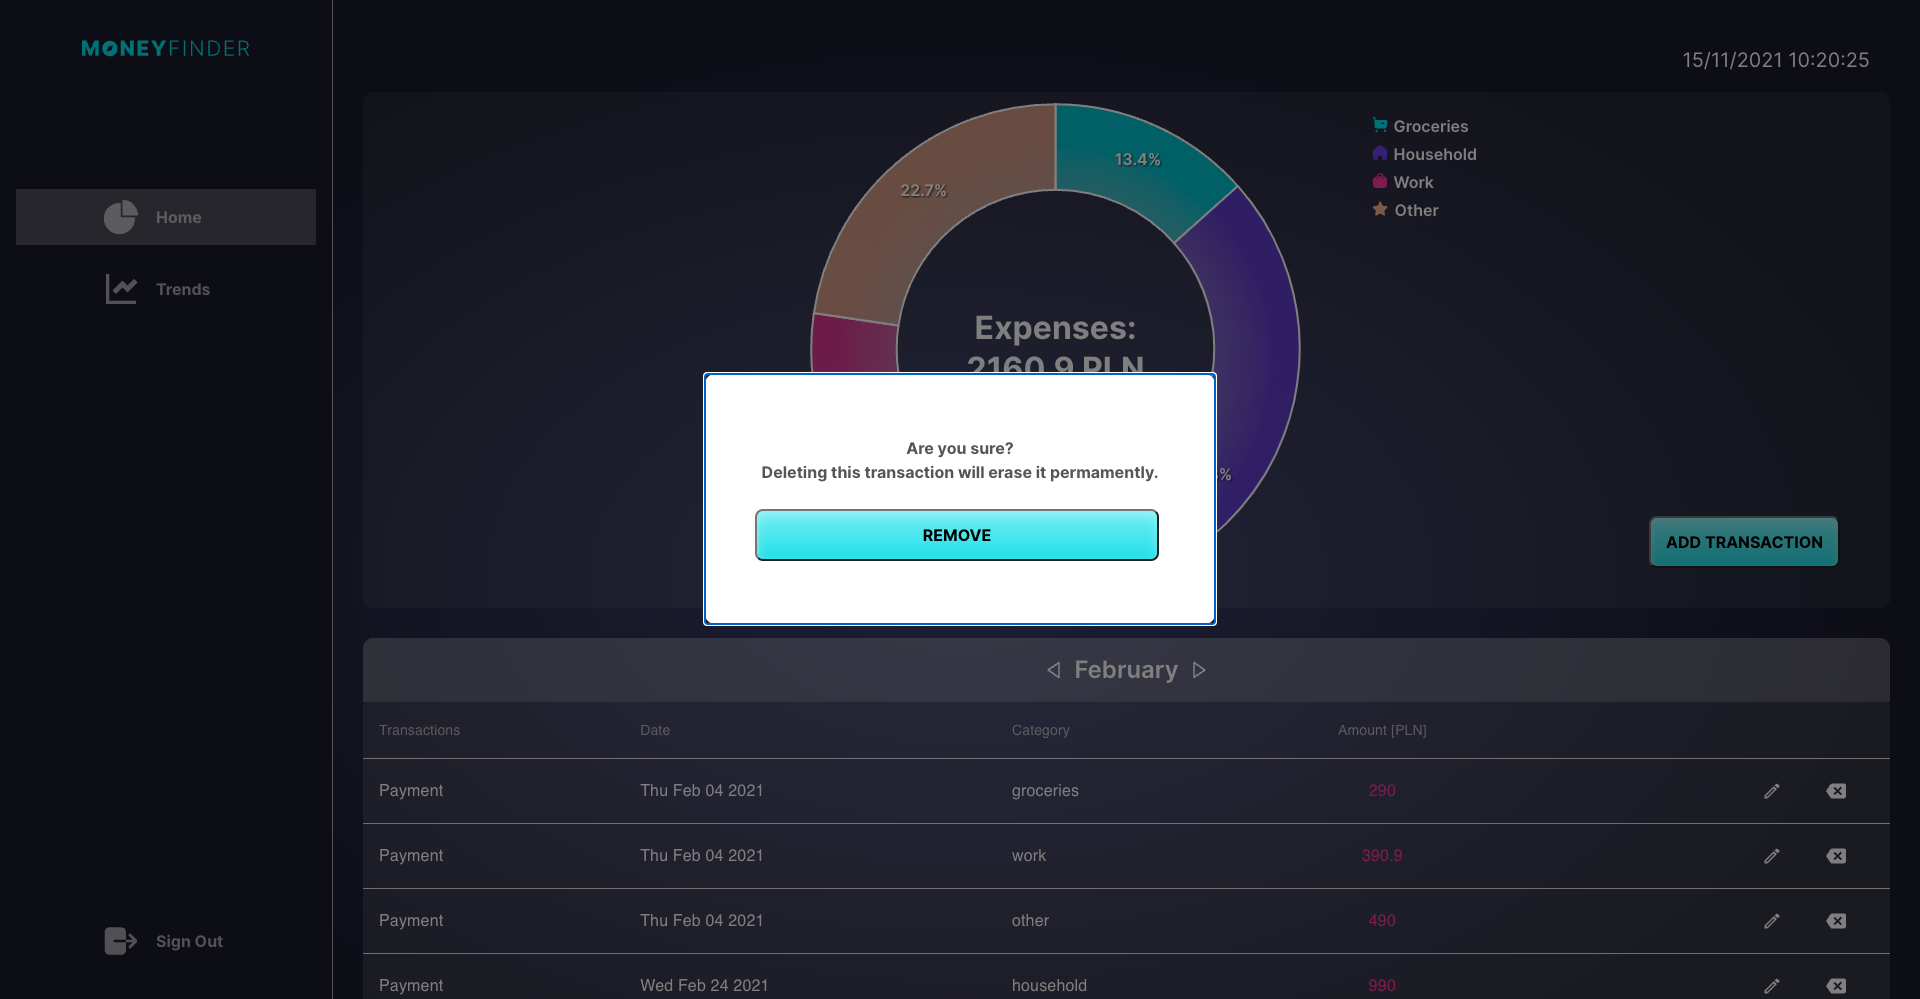 MONEYFINDER
15/11/2021 10:20:25
Home
Trends
Sign Out
13.4%
22.7%
Groceries
Household
Work
Other
Expenses:
2160.9 PLN
%
Are you sure?
Deleting this transaction will erase it permamently.
REMOVE
ADD TRANSACTION
February
Transactions Date Category Amount [PLN]
Payment Thu Feb 04 2021 groceries 290
Payment Thu Feb 04 2021 work 390.9
Payment Thu Feb 04 2021 other 490
Payment Wed Feb 24 2021 household 990